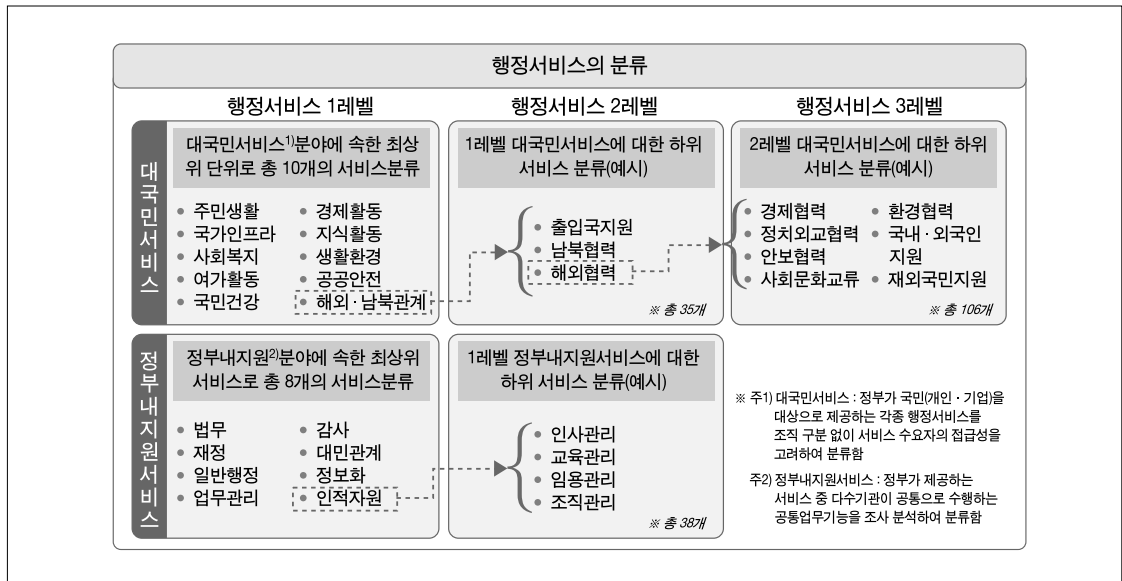 행정서비스의 분류
행정서비스 1레벨
행정서비스 2레벨
행정서비스 3레벨
대국민서비스
대국민서비스1)분야에 속한 최상
위 단위로 총 10개의 서비스분류
• 주민생활
• 국가인프라
• 사회복지
• 여가활동
• 국민건강
• 경제활동
• 지식활동
• 생활환경
• 공공안전
• 해외·남북관계
1레벨 대국민서비스에 대한 하위
서비스 분류(예시)
• 출입국지원
• 남북협력
• 해외협력
※ 총 35개
2레벨 대국민서비스에 대한 하위
서비스 분류(예시)
• 경제협력
• 정치외교협력
• 안보협력
• 사회문화교류
• 환경협력
• 국내·외국인
지원
• 재외국민지원
※ 총 106개
정부내지원서비스
정부내지원2)분야에 속한 최상위
서비스로 총 8개의 서비스분류
• 법무
• 재정
• 일반행정
• 업무관리
• 감사
• 대민관계
• 정보화
• 인적자원
1레벨 정부내지원서비스에 대한
하위 서비스 분류(예시)
• 인사관리
• 교육관리
• 임용관리
• 조직관리
※ 총 38개
※ 주1) 대국민서비스 : 정부가 국민(개인·기업)을
대상으로 제공하는 각종 행정서비스를
조직 구분 없이 서비스 수요자의 접급성을
고려하여 분류함
주2) 정부내지원서비스 : 정부가 제공하는
서비스 중 다수기관이 공통으로 수행하는
공통업무기능을 조사 분석하여 분류함